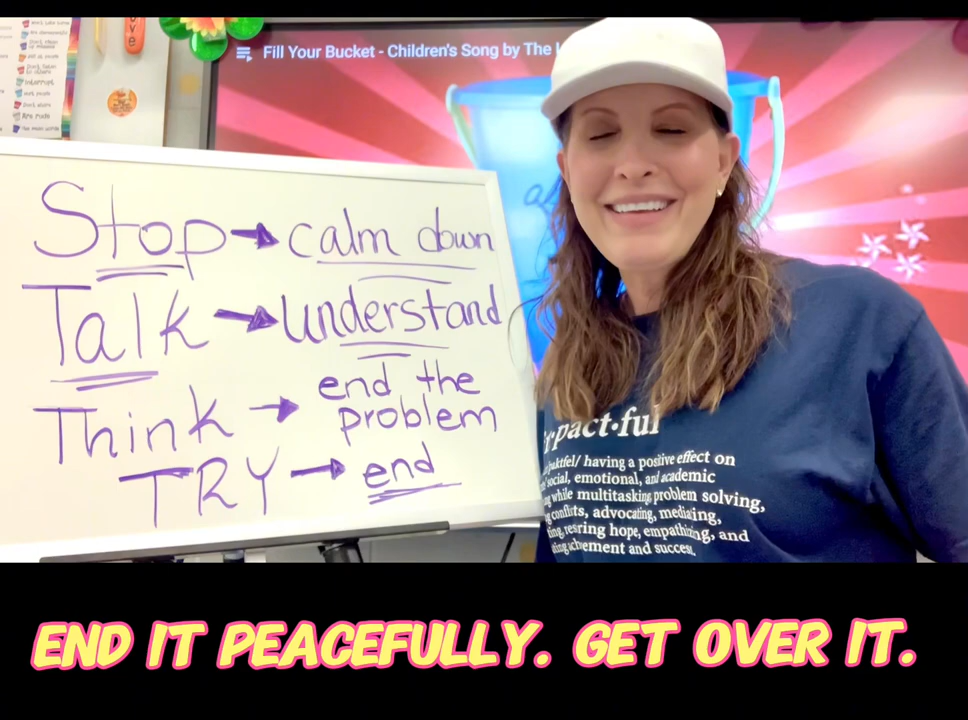 Fill Your Bucket - Children's Song by The
Stop → calm down
Talk → understand
Think → end the
problem
TRY → end
pact·ful
/ having a positive effect on
social, emotional, and academic
while multitasking problem solving,
conflicts, advocating, mediating,
hope, empathizing, and
and success.
END IT PEACEFULLY. GET OVER IT.